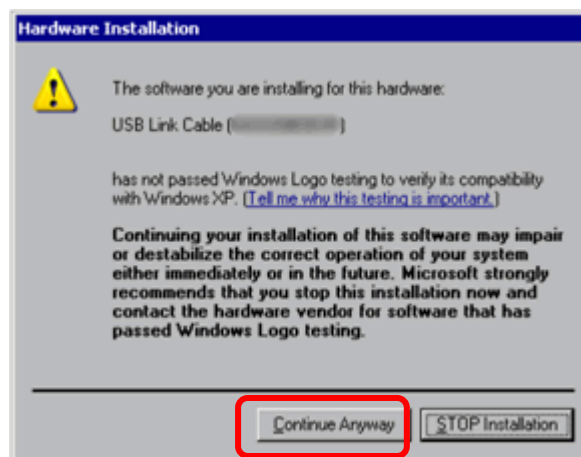 Hardware Installation
The software you are installing for this hardware:
USB Link Cable (
)
has not passed Windows Logo testing to verify its compatibility
with Windows XP. (Tell me why this testing is important.)
Continuing your installation of this software may impair
or destabilize the correct operation of your system
either immediately or in the future. Microsoft strongly
recommends that you stop this installation now and
contact the hardware vendor for software that has
passed Windows Logo testing.
Continue Anyway
STOP Installation